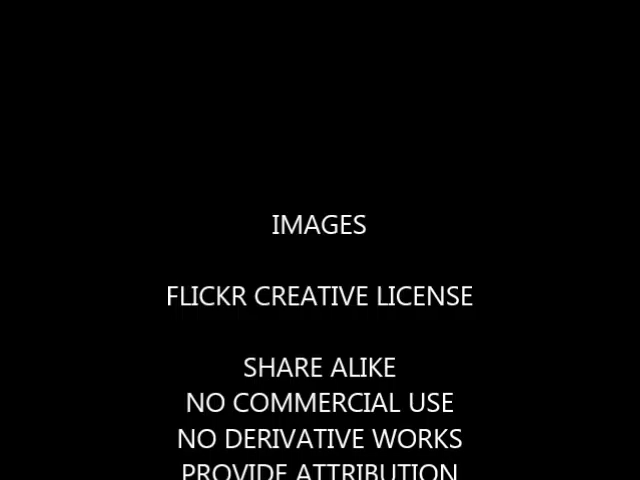 IMAGES
FLICKR CREATIVE LICENSE
SHARE ALIKE
NO COMMERCIAL USE
NO DERIVATIVE WORKS
PROVIDE ATTRIBUTION